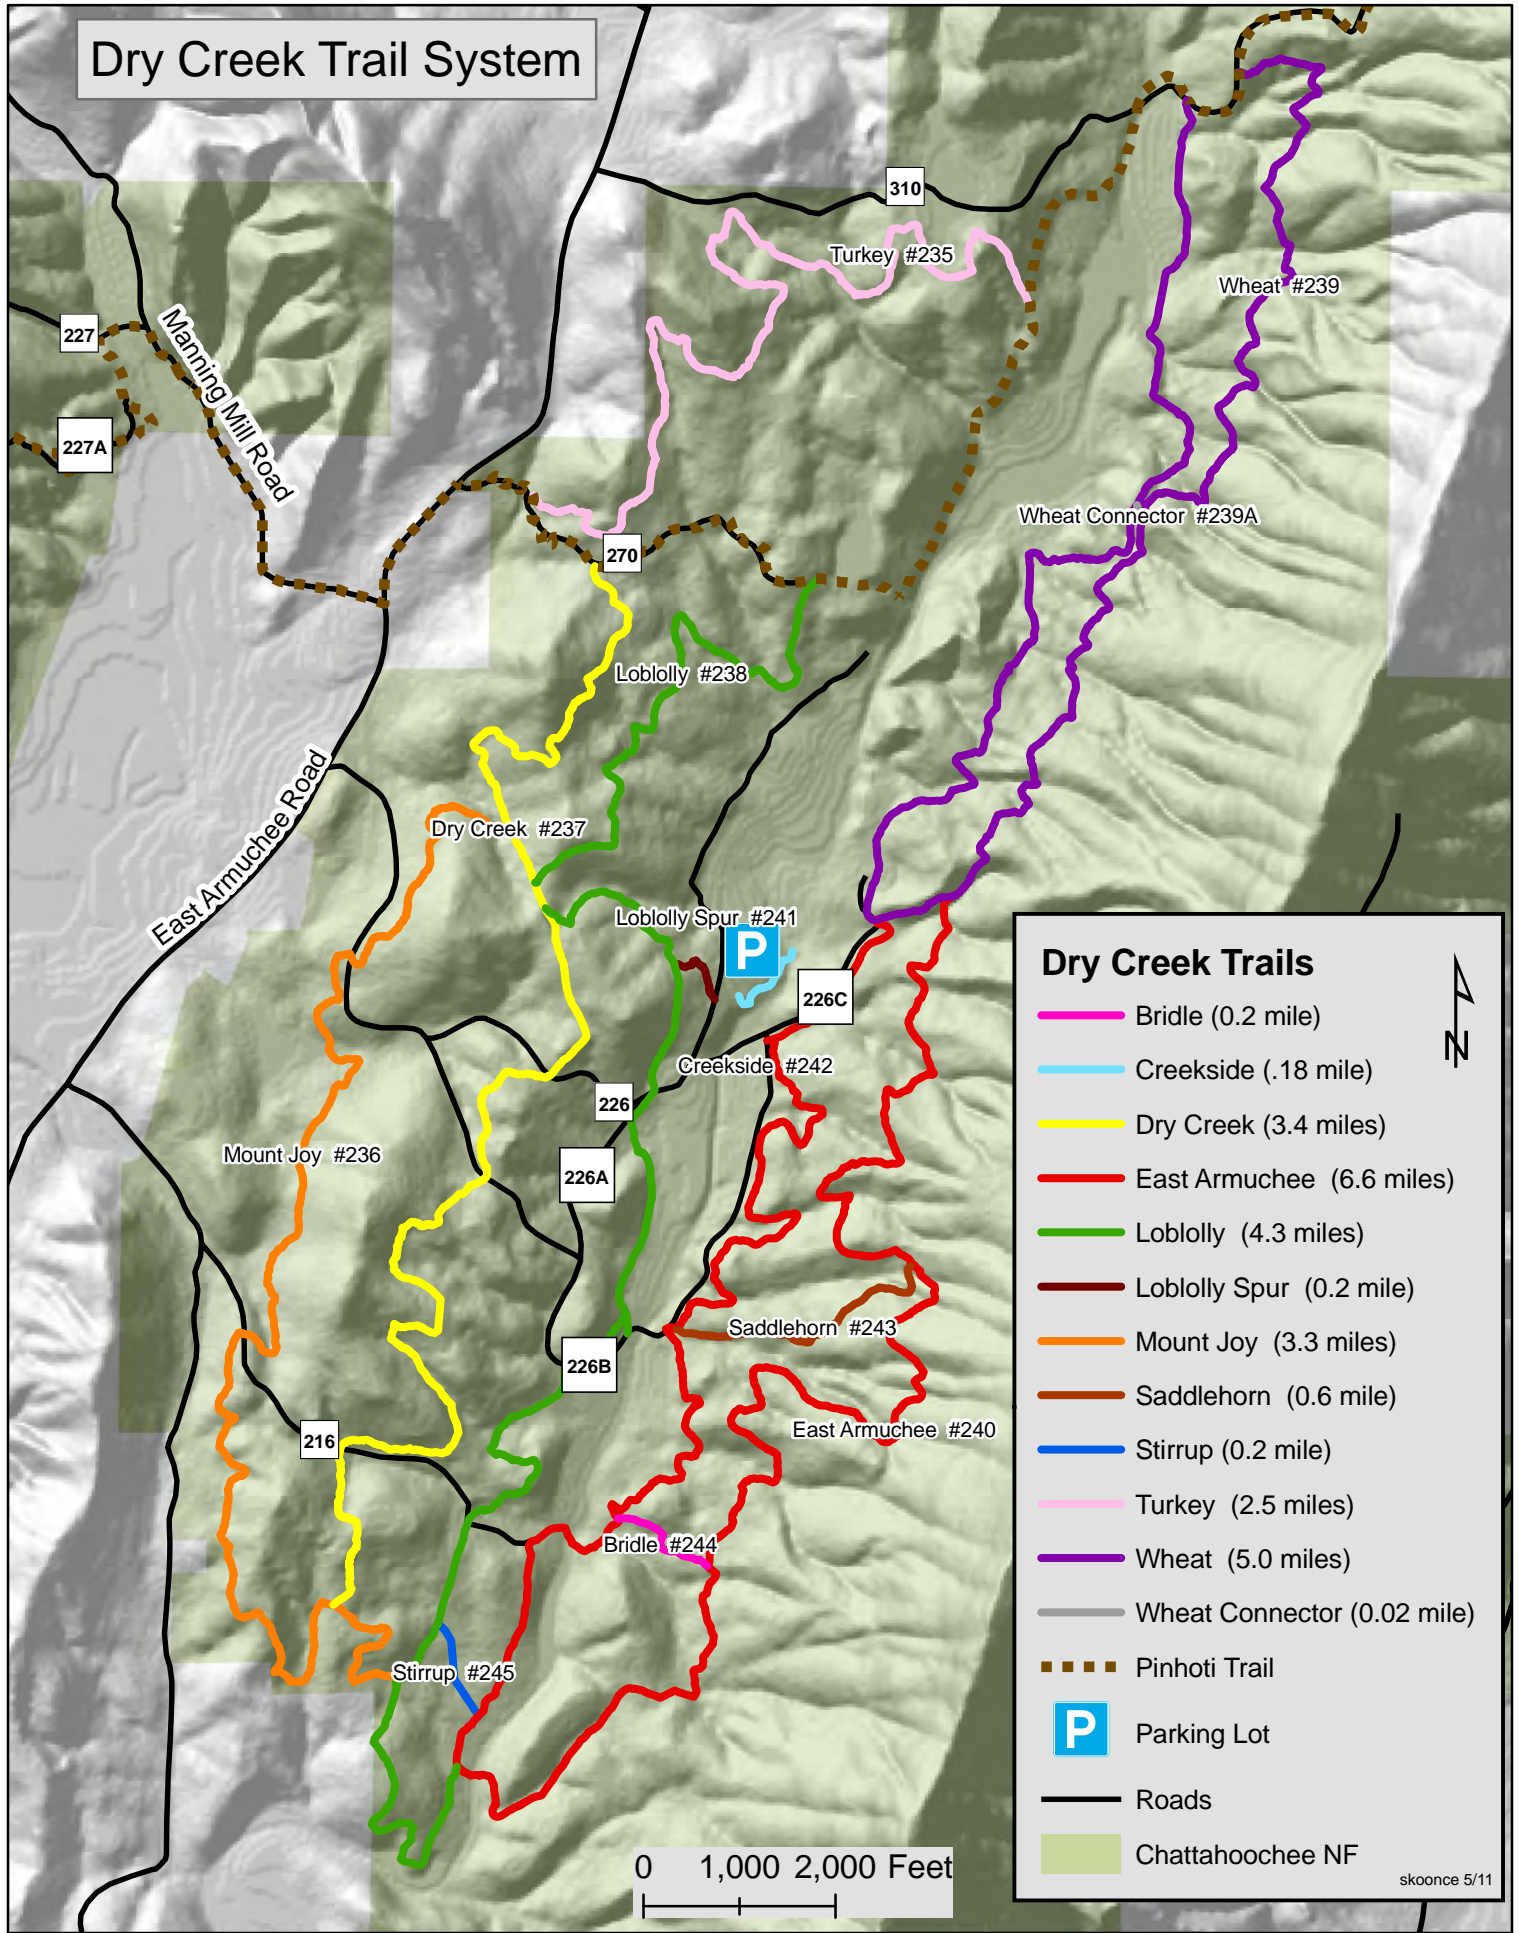 Dry Creek Trail System
310
Turkey #235
Wheat #239
227
Manning Mill Road
227A
Wheat Connector #239A
270
Loblolly #238
East Armuchee Road
Dry Creek #237
Loblolly Spur #241
P
226C
Creekside #242
226
Mount Joy #236
226A
Saddlehorn #243
226B
East Armuchee #240
216
Bridle #244
Stirrup #245
0 1,000 2,000 Feet
Dry Creek Trails
N
Bridle (0.2 mile)
Creekside (.18 mile)
Dry Creek (3.4 miles)
East Armuchee (6.6 miles)
Loblolly (4.3 miles)
Loblolly Spur (0.2 mile)
Mount Joy (3.3 miles)
Saddlehorn (0.6 mile)
Stirrup (0.2 mile)
Turkey (2.5 miles)
Wheat (5.0 miles)
Wheat Connector (0.02 mile)
Pinhoti Trail
P Parking Lot
Roads
Chattahoochee NF
skoonce 5/11